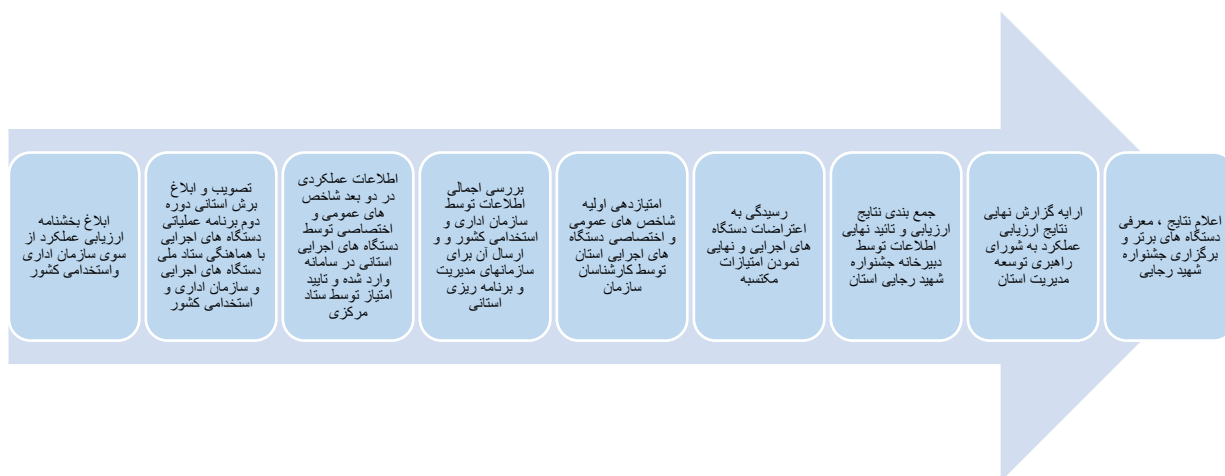 ابلاغ بخشنامه
ارزیابی عملکرد از
سوی سازمان اداری
واستخدامی کشور
تصویب و ابلاغ
برش استانی دوره
دوم برنامه عملیاتی
دستگاه های اجرایی
با هماهنگی ستاد ملی
دستگاه های اجرایی
و سازمان اداری و
استخدامی کشور
اطلاعات عملکردی
در دو بعد شاخص
های عمومی و
اختصاصی توسط
دستگاه های اجرایی
استانی در سامانه
وارد شده و تایید
امتیاز توسط ستاد
مرکزی
بررسی اجمالی
اطلاعات توسط
سازمان اداری و
استخدامی کشور و و
ارسال آن برای
سازمانهای مدیریت
و برنامه ریزی
استانی
امتیازدهی اولیه
شاخص های عمومی
و اختصاصی دستگاه
های اجرایی استان
توسط کارشناسان
سازمان
رسیدگی به
اعتراضات دستگاه
های اجرایی و نهایی
نمودن امتیازات
مکتسبه
جمع بندی نتایج
ارزیابی و تائید نهایی
اطلاعات توسط
دبیرخانه جشنواره
شهید رجایی استان
ارایه گزارش نهایی
نتایج ارزیابی
عملکرد به شورای
راهبری توسعه
مدیریت استان
اعلام نتایج ، معرفی
دستگاه های برتر و
برگزاری جشنواره
شهید رجایی